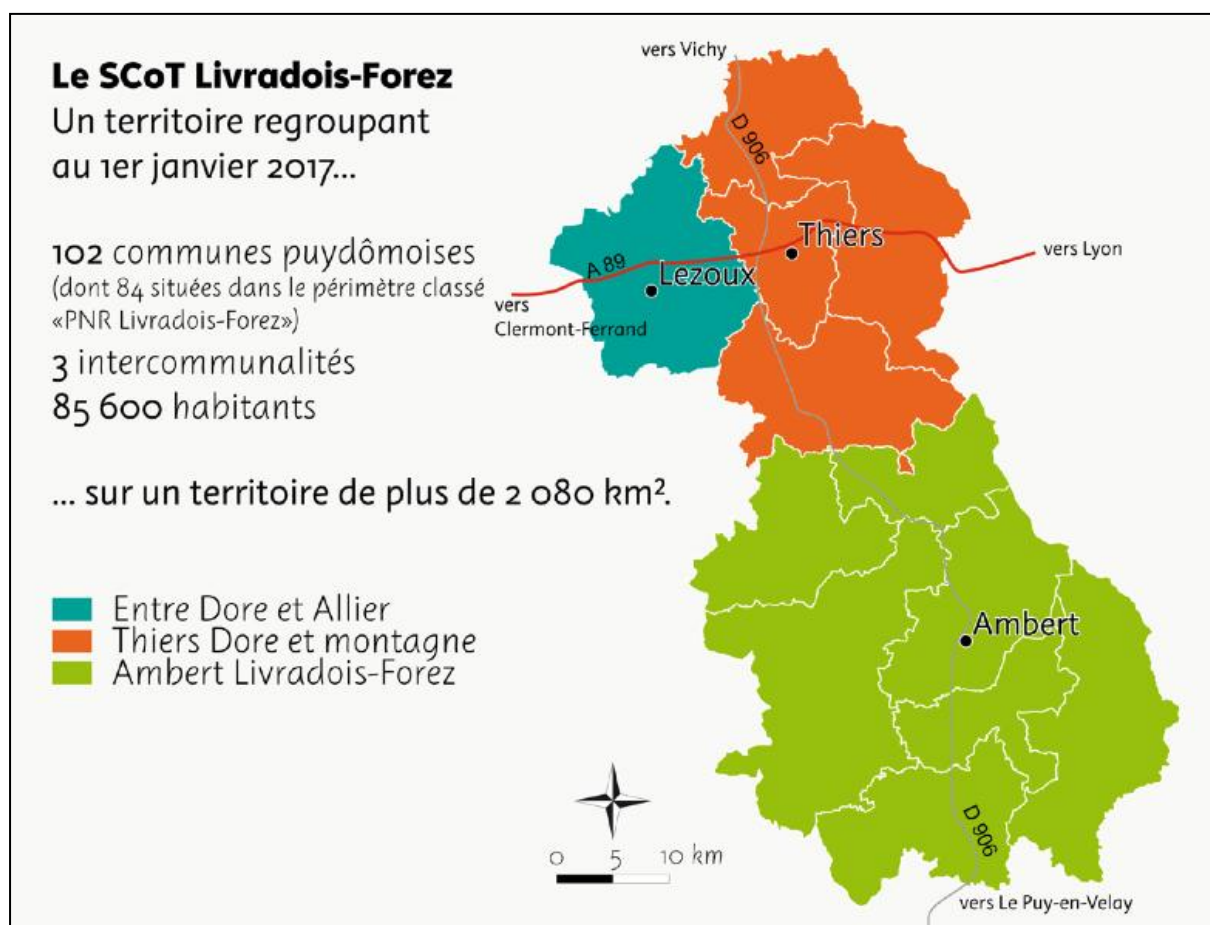 Le SCoT Livradois-Forez
Un territoire regroupant
au 1er janvier 2017...
102 communes puydômoises
(dont 84 situées dans le périmètre classé
«PNR Livradois-Forez»)
3 intercommunalités
85 600 habitants
... sur un territoire de plus de 2 080 km².
Entre Dore et Allier
Thiers Dore et montagne
Ambert Livradois-Forez
vers Vichy
D 906
Thiers
vers Lyon
A 89
Lezoux
vers
Clermont-Ferrand
Ambert
D 906
vers Le Puy-en-Velay
0 5 10 km